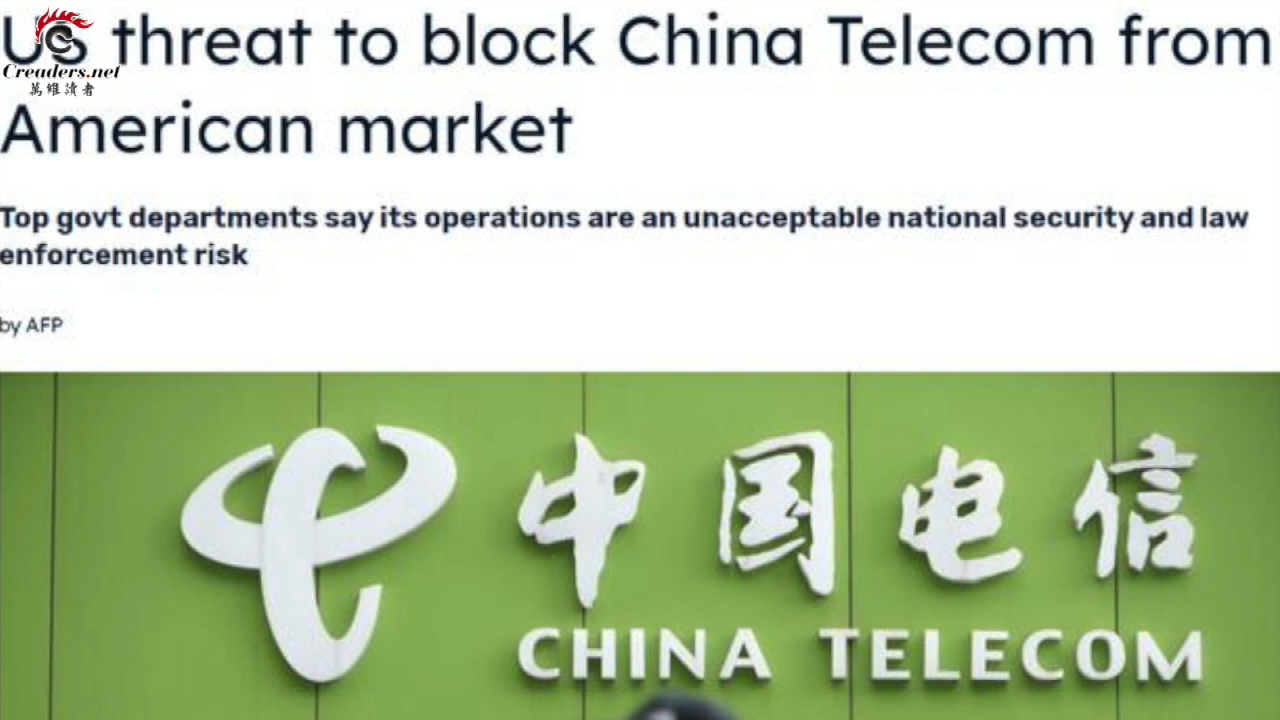 US threat to block China Telecom from
Creaders.net
萬維讀者
American market
Top govt departments say its operations are an unacceptable national security and law
enforcement risk
by AFP
中国电信
CHINA TELECOM